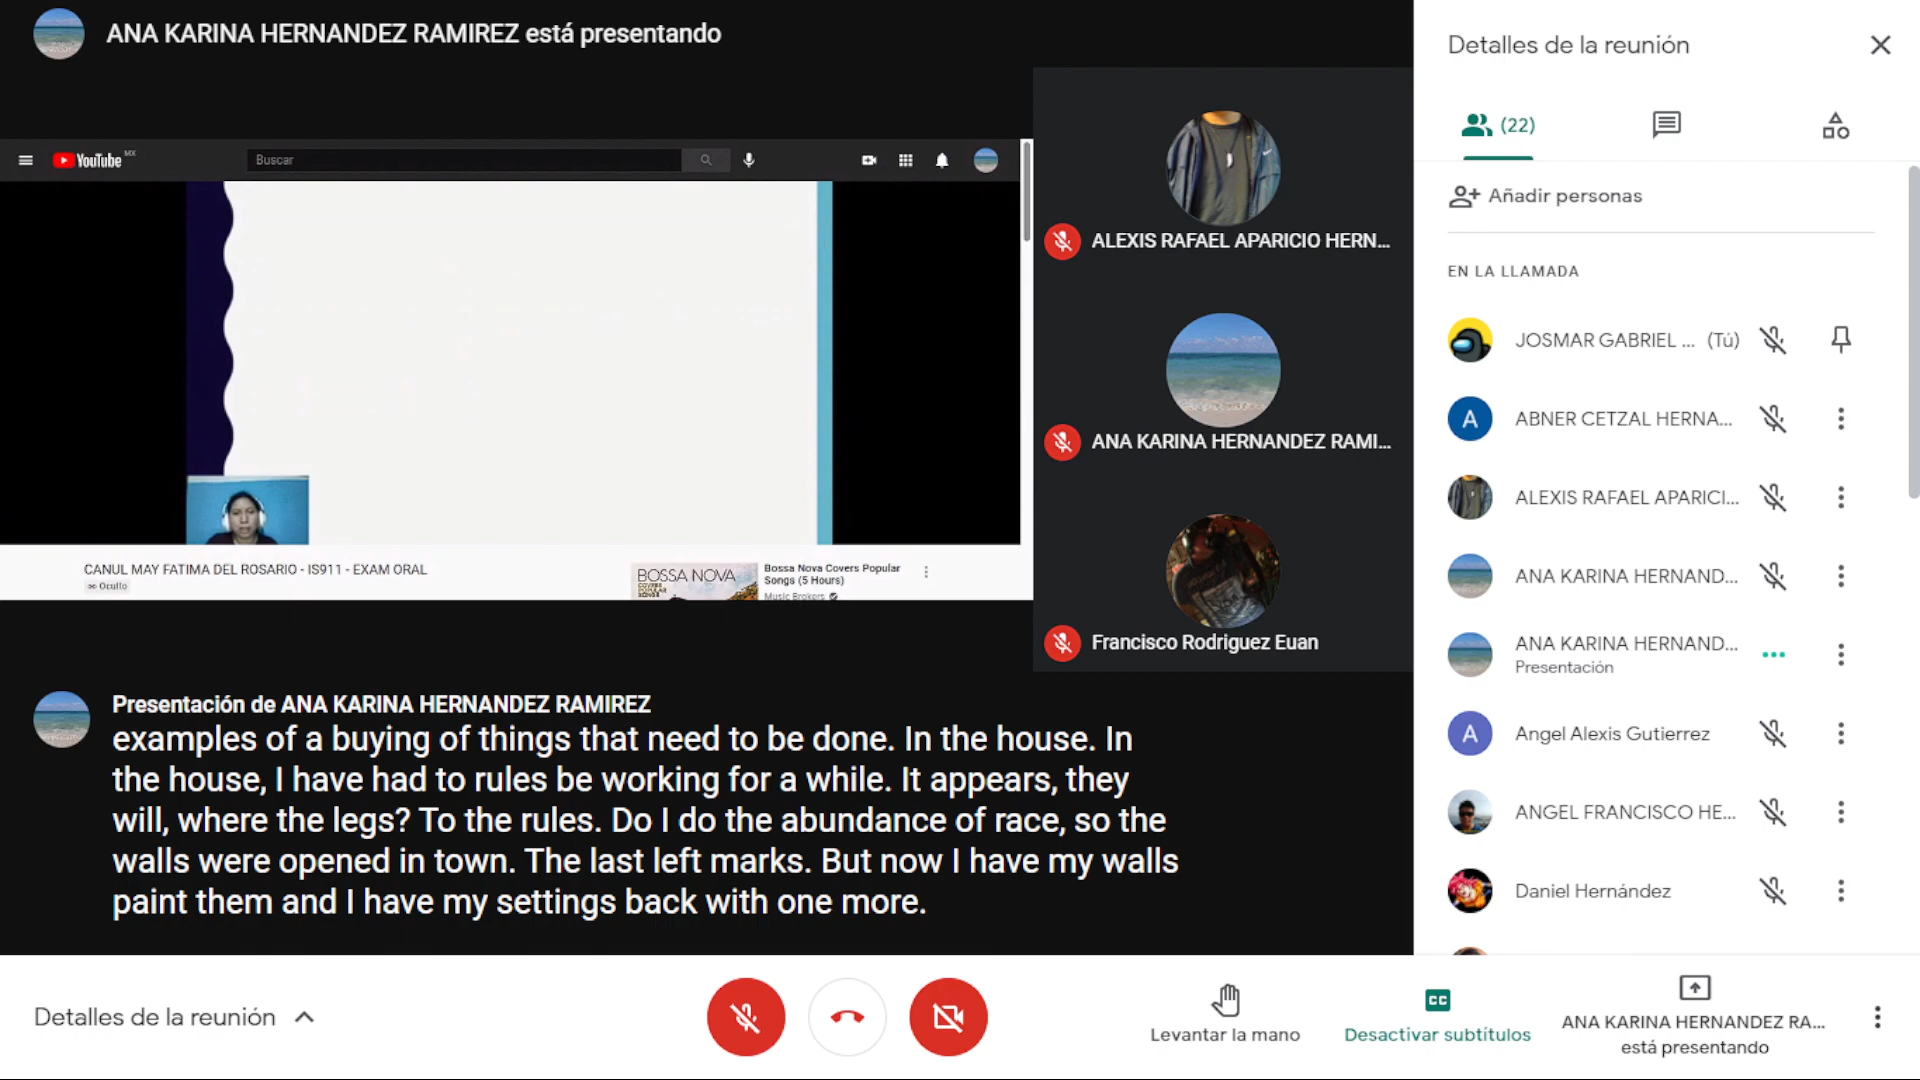 ANA KARINA HERNANDEZ RAMIREZ está presentando
YouTube MX
Buscar
CANUL MAY FATIMA DEL ROSARIO - IS911 - EXAM ORAL
Oculto
BOSSA NOVA
COVERS
POPULAR
SONGS
Bossa Nova Covers Popular
Songs (5 Hours)
Music Brokers
ALEXIS RAFAEL APARICIO HERN...
ANA KARINA HERNANDEZ RAMI...
Francisco Rodriguez Euan
Presentación de ANA KARINA HERNANDEZ RAMIREZ
examples of a buying of things that need to be done. In the house. In
the house, I have had to rules be working for a while. It appears, they
will, where the legs? To the rules. Do I do the abundance of race, so the
walls were opened in town. The last left marks. But now I have my walls
paint them and I have my settings back with one more.
Detalles de la reunión
(22)
Añadir personas
EN LA LLAMADA
JOSMAR GABRIEL ... (Tú)
A
ABNER CETZAL HERNA...
ALEXIS RAFAEL APARICI...
ANA KARINA HERNAND...
ANA KARINA HERNAND...
Presentación
A
Angel Alexis Gutierrez
ANGEL FRANCISCO HE...
Daniel Hernández
Detalles de la reunión
Levantar la mano
CC
Desactivar subtítulos
ANA KARINA HERNANDEZ RA...
está presentando